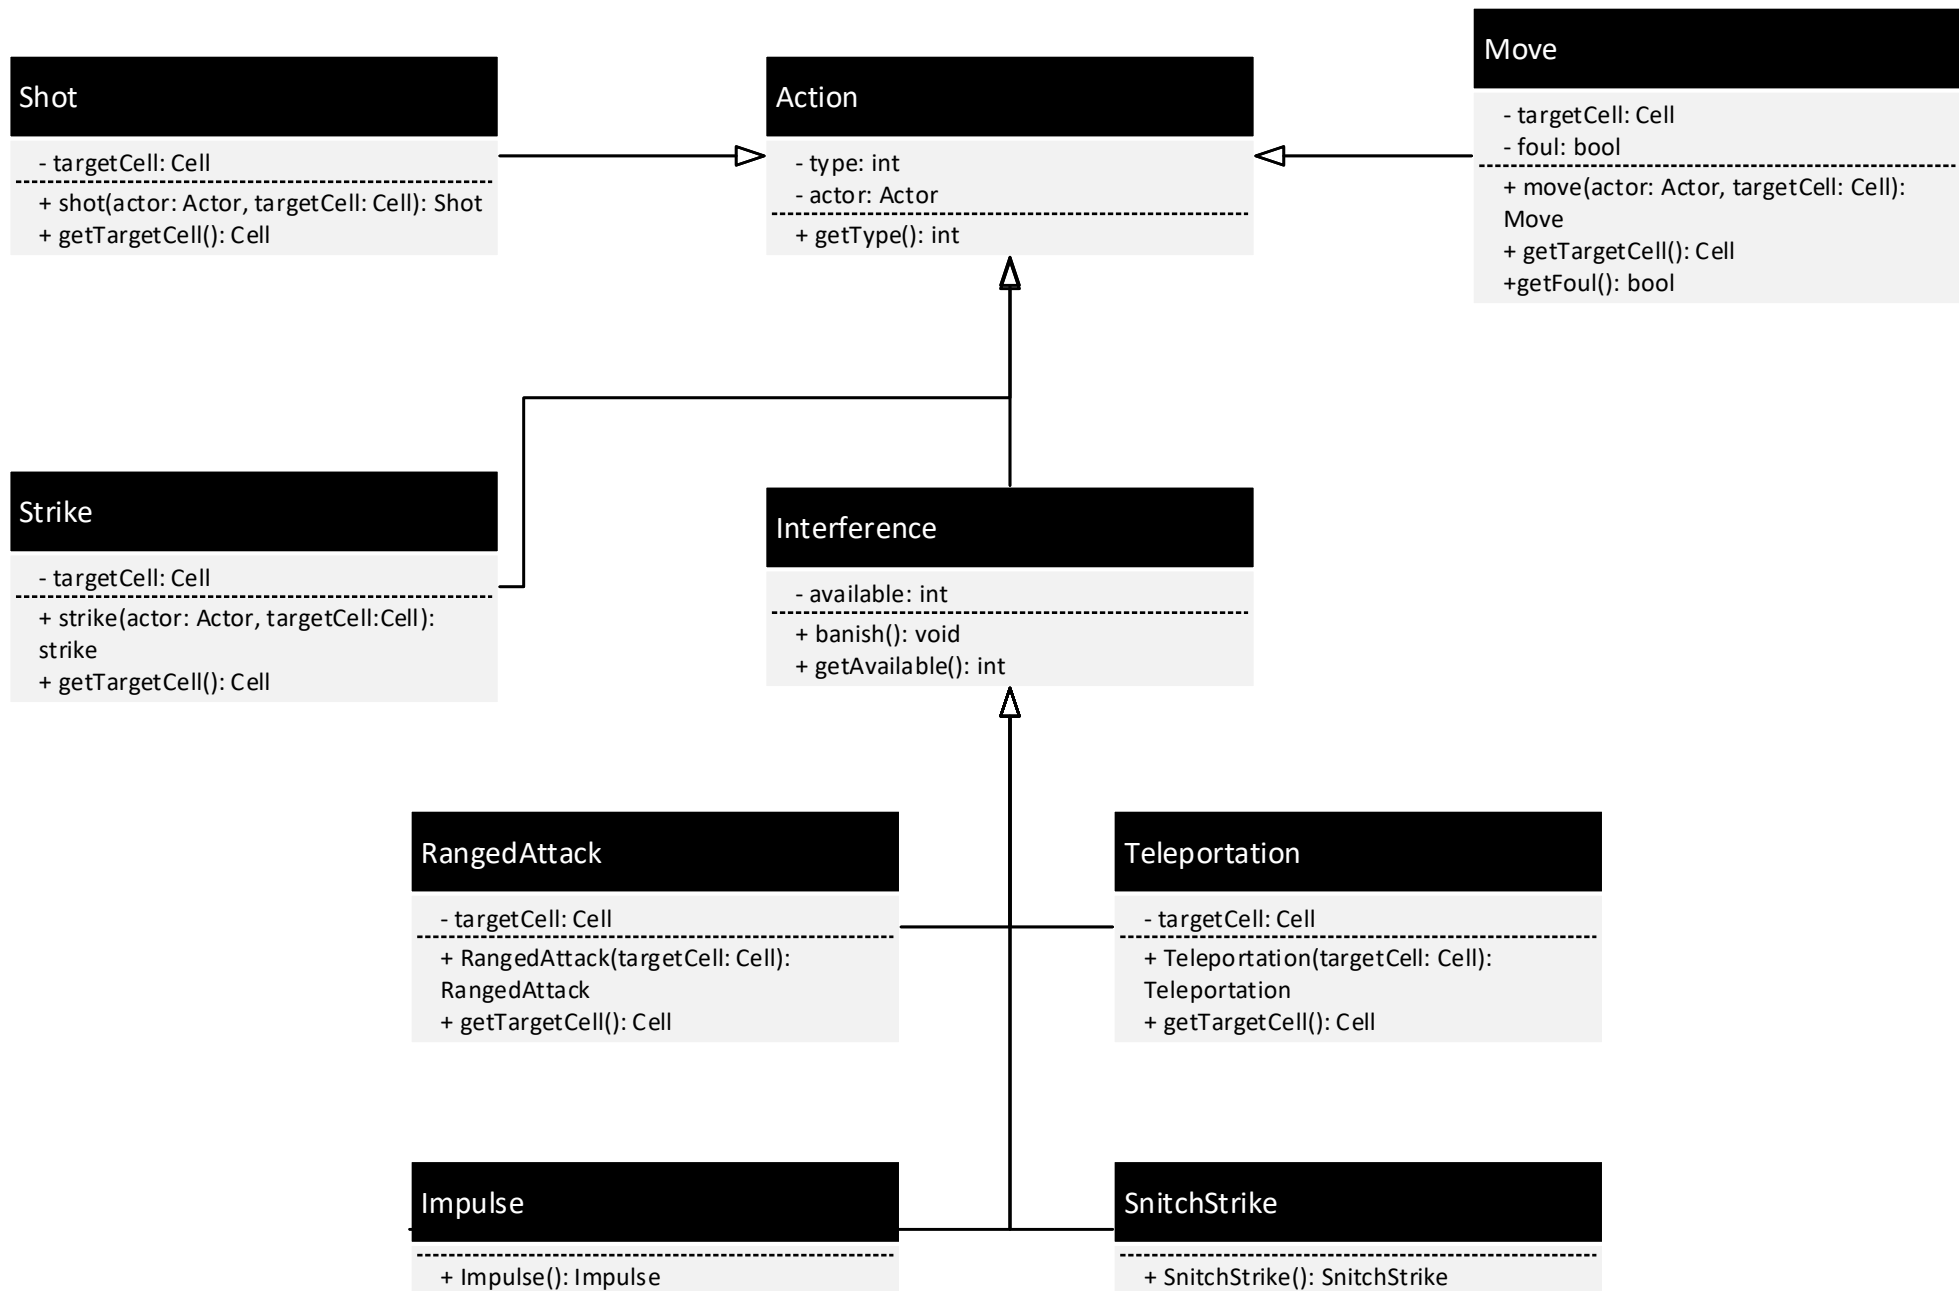 Shot
- targetCell: Cell
+ shot(actor: Actor, targetCell: Cell): Shot
+ getTargetCell(): Cell
Action
- type: int
- actor: Actor
+ getType(): int
Move
- targetCell: Cell
- foul: bool
+ move(actor: Actor, targetCell: Cell):
Move
+ getTargetCell(): Cell
+getFoul(): bool
Strike
- targetCell: Cell
+ strike(actor: Actor, targetCell:Cell):
strike
+ getTargetCell(): Cell
Interference
- available: int
+ banish(): void
+ getAvailable(): int
RangedAttack
- targetCell: Cell
+ RangedAttack(targetCell: Cell):
RangedAttack
+ getTargetCell(): Cell
Teleportation
- targetCell: Cell
+ Teleportation(targetCell: Cell):
Teleportation
+ getTargetCell(): Cell
Impulse
+ Impulse(): Impulse
SnitchStrike
+ SnitchStrike(): SnitchStrike